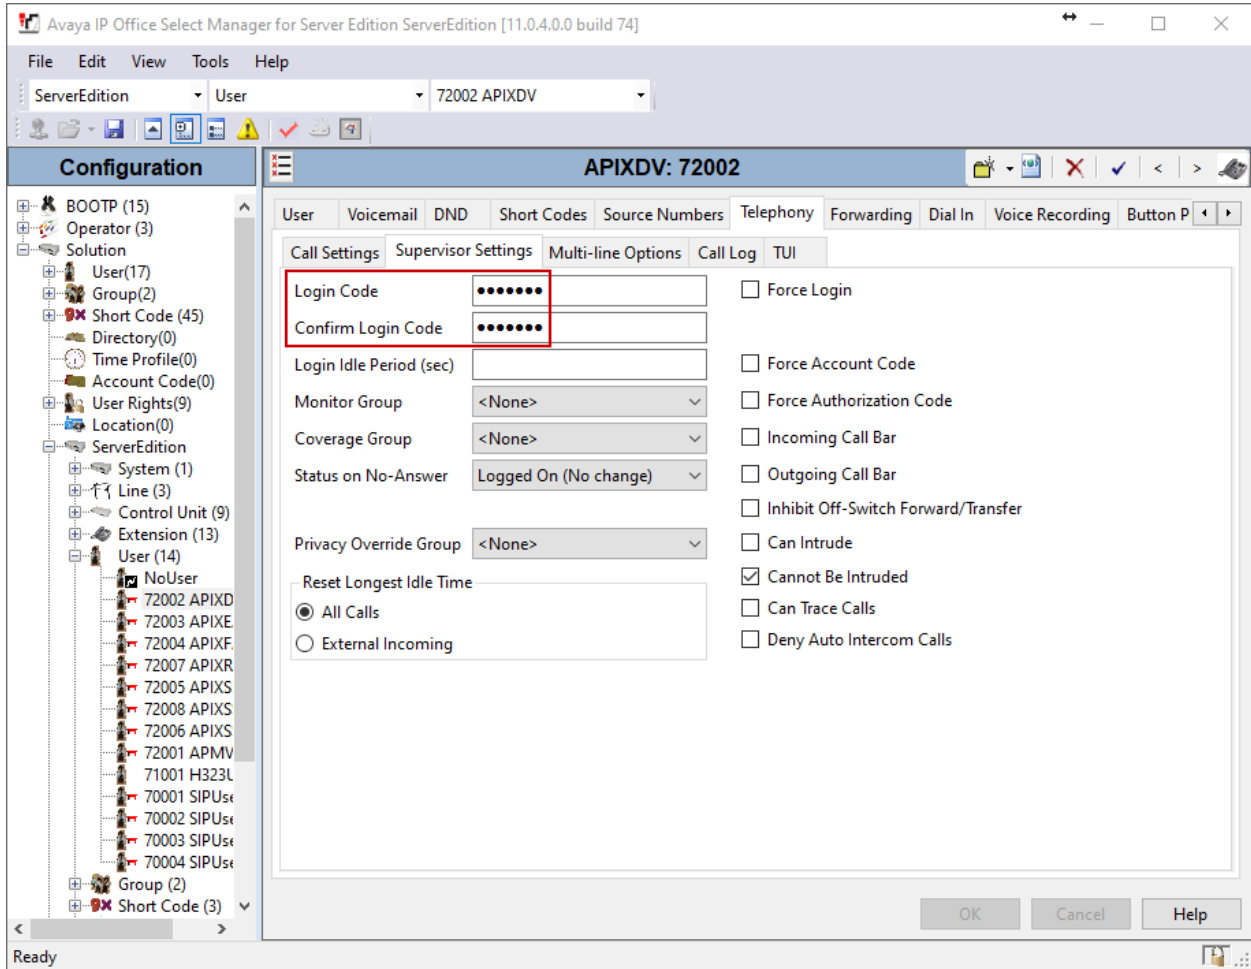 Avaya IP Office Select Manager for Server Edition ServerEdition [11.0.4.0.0 build 74]
File Edit View Tools Help
ServerEdition User 72002 APIXDV
Configuration
BOOTP (15)
Operator (3)
Solution
User(17)
Group(2)
Short Code (45)
Directory(0)
Time Profile(0)
Account Code(0)
User Rights(9)
Location(0)
ServerEdition
System (1)
Line (3)
Control Unit (9)
Extension (13)
User (14)
NoUser
72002 APIXD
72003 APIXE
72004 APIXF
72007 APIXR
72005 APIXS
72008 APIXS
72006 APIXS
72001 APMV
71001 H323U
70001 SIPUse
70002 SIPUse
70003 SIPUse
70004 SIPUse
Group (2)
Short Code (3)
APIXDV: 72002
User Voicemail DND Short Codes Source Numbers Telephony Forwarding Dial In Voice Recording Button P
Call Settings Supervisor Settings Multi-line Options Call Log TUI
Login Code ●●●●●●● Force Login
Confirm Login Code ●●●●●●●
Login Idle Period (sec) Force Account Code
Monitor Group <None> Force Authorization Code
Coverage Group <None> Incoming Call Bar
Status on No-Answer Logged On (No change) Outgoing Call Bar
Inhibit Off-Switch Forward/Transfer
Privacy Override Group <None> Can Intrude
Reset Longest Idle Time Cannot Be Intruded
All Calls Can Trace Calls
External Incoming Deny Auto Intercom Calls
OK Cancel Help
Ready